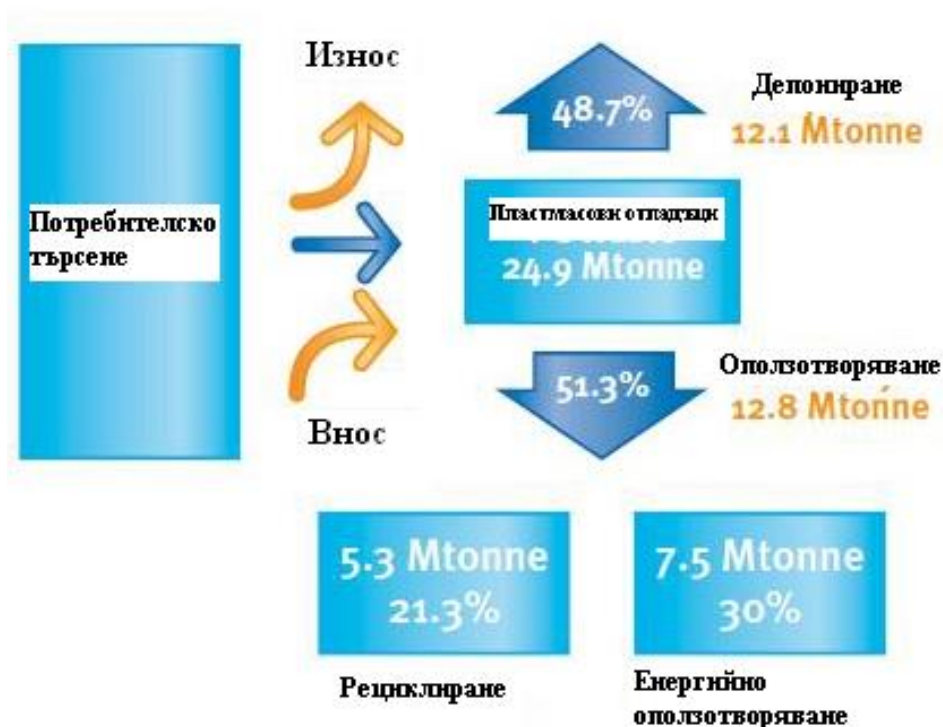 Износ
48.7%
Депониране
12.1 Mtonne
Потребителско
търсене
Пластмасови отпадъци
24.9 Mtonne
51.3%
Оползотворяване
12.8 Mtonne
Внос
5.3 Mtonne
21.3%
7.5 Mtonne
30%
Рециклиране
Енергийно
оползотворяване